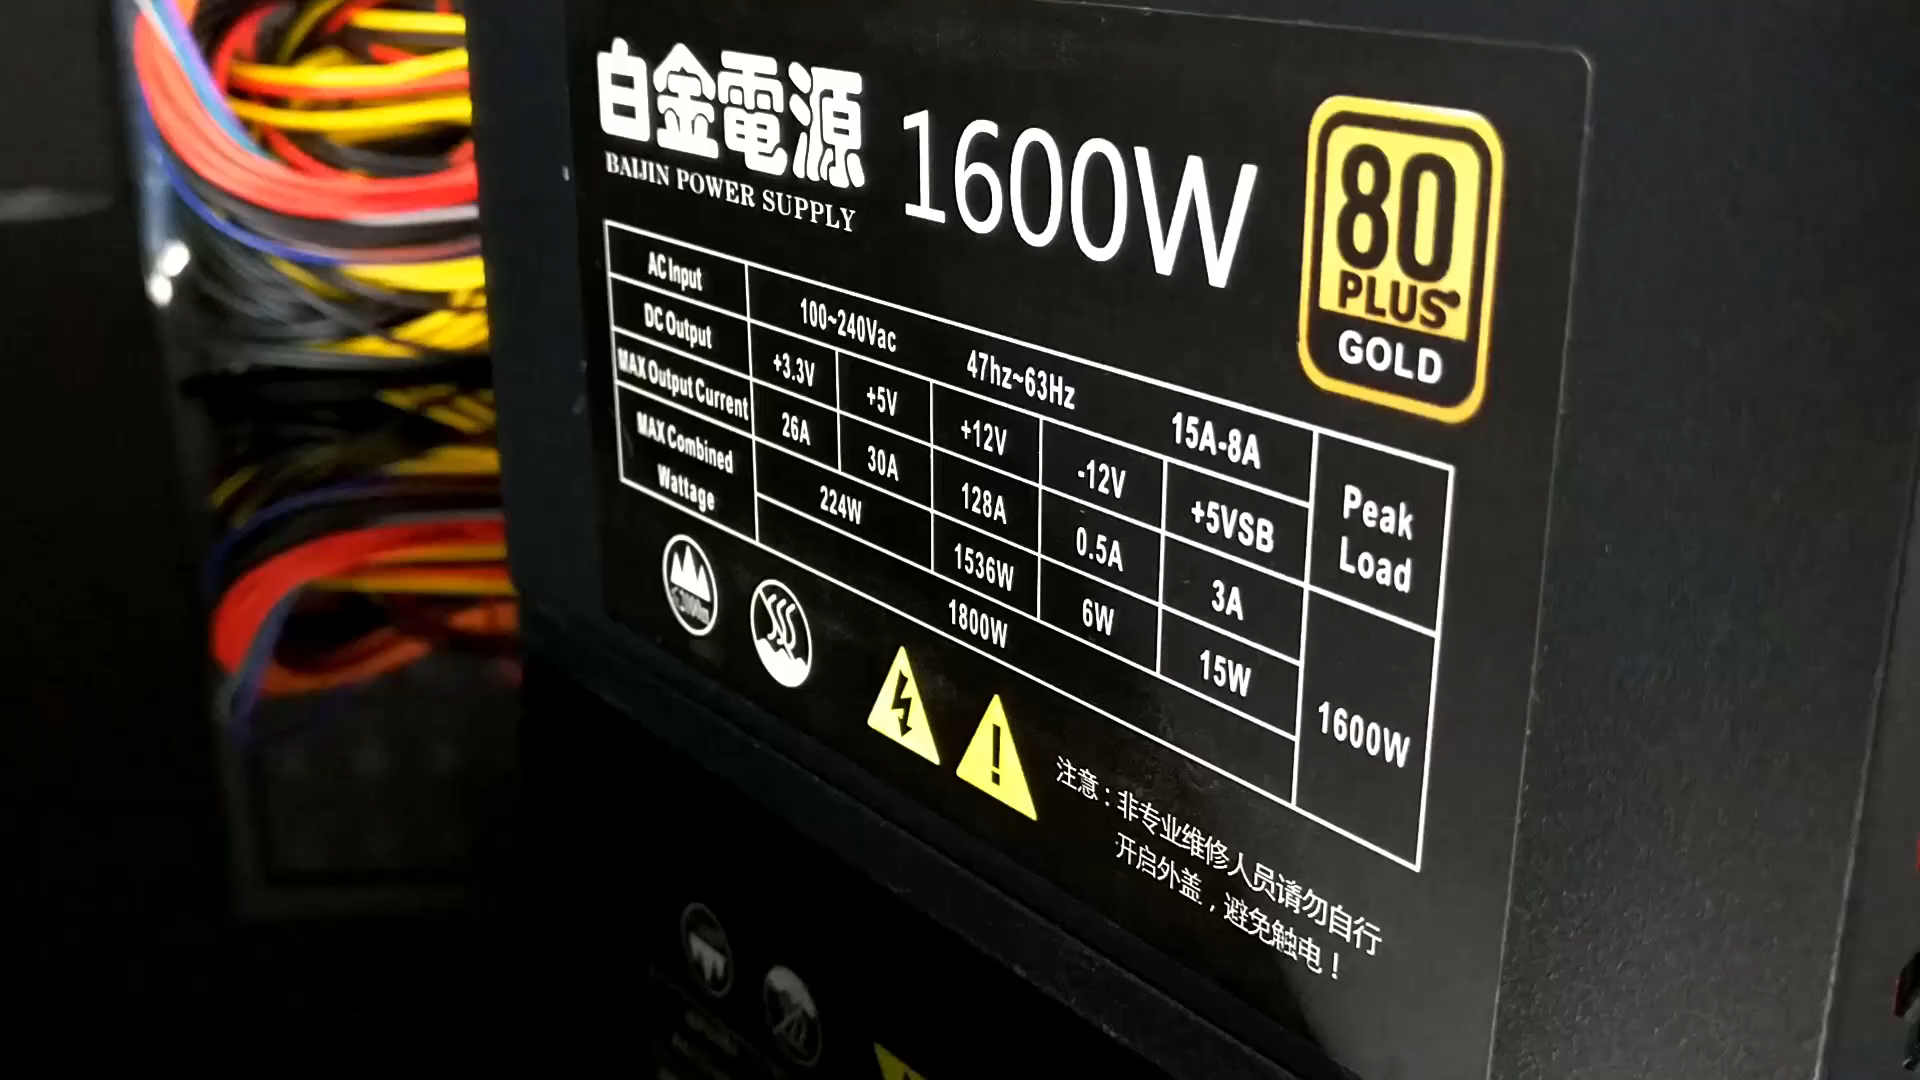 白金電源
BAIJIN POWER SUPPLY
1600W
80
PLUS
GOLD
AC Input 100~240Vac 47hz~63Hz 15A-8A Peak Load
DC Output +3.3V +5V +12V -12V +5VSB
MAX Output Current 26A 30A 128A 0.5A 3A 1600W
MAX Combined Wattage 224W 1536W 6W 15W
1800W
注意：非专业维修人员请勿自行
开启外盖，避免触电！